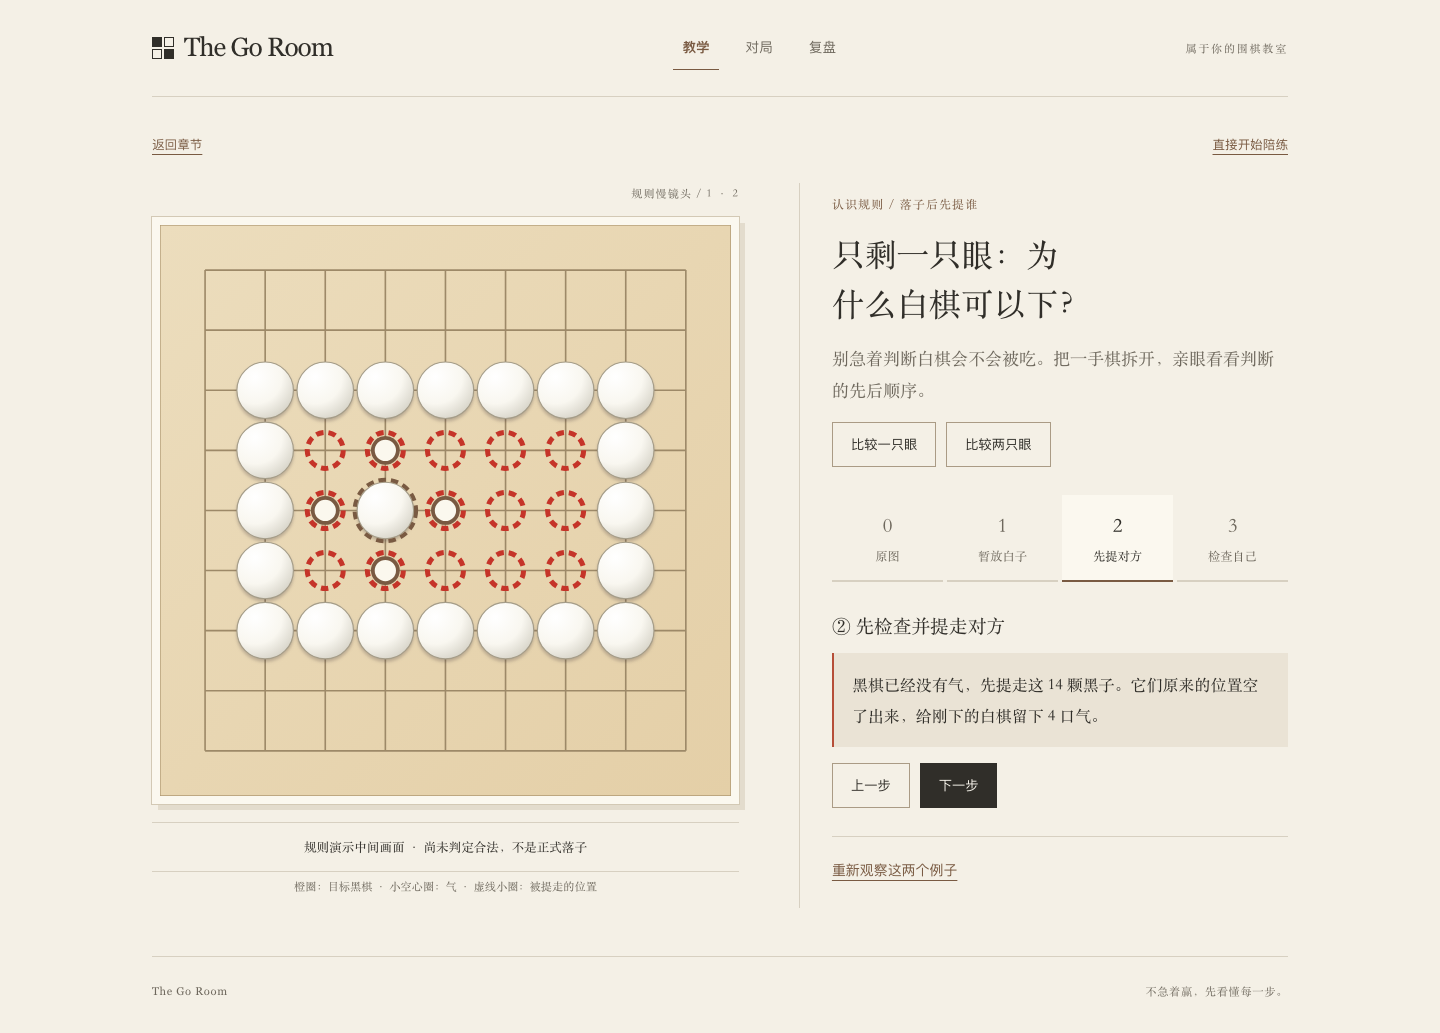 The Go Room
教学
对局
复盘
属于你的围棋教室
返回章节
直接开始陪练
规则慢镜头 / 1 · 2
认识规则 / 落子后先提谁
只剩一只眼：为
什么白棋可以下？
别急着判断白棋会不会被吃。把一手棋拆开，亲眼看看判断
的先后顺序。
比较一只眼
比较两只眼
0
原图
1
暂放白子
2
先提对方
3
检查自己
② 先检查并提走对方
黑棋已经没有气，先提走这 14 颗黑子。它们原来的位置空
了出来，给刚下的白棋留下 4 口气。
上一步
下一步
规则演示中间画面 · 尚未判定合法，不是正式落子
橙圈：目标黑棋 · 小空心圈：气 · 虚线小圈：被提走的位置
重新观察这两个例子
The Go Room
不急着赢，先看懂每一步。